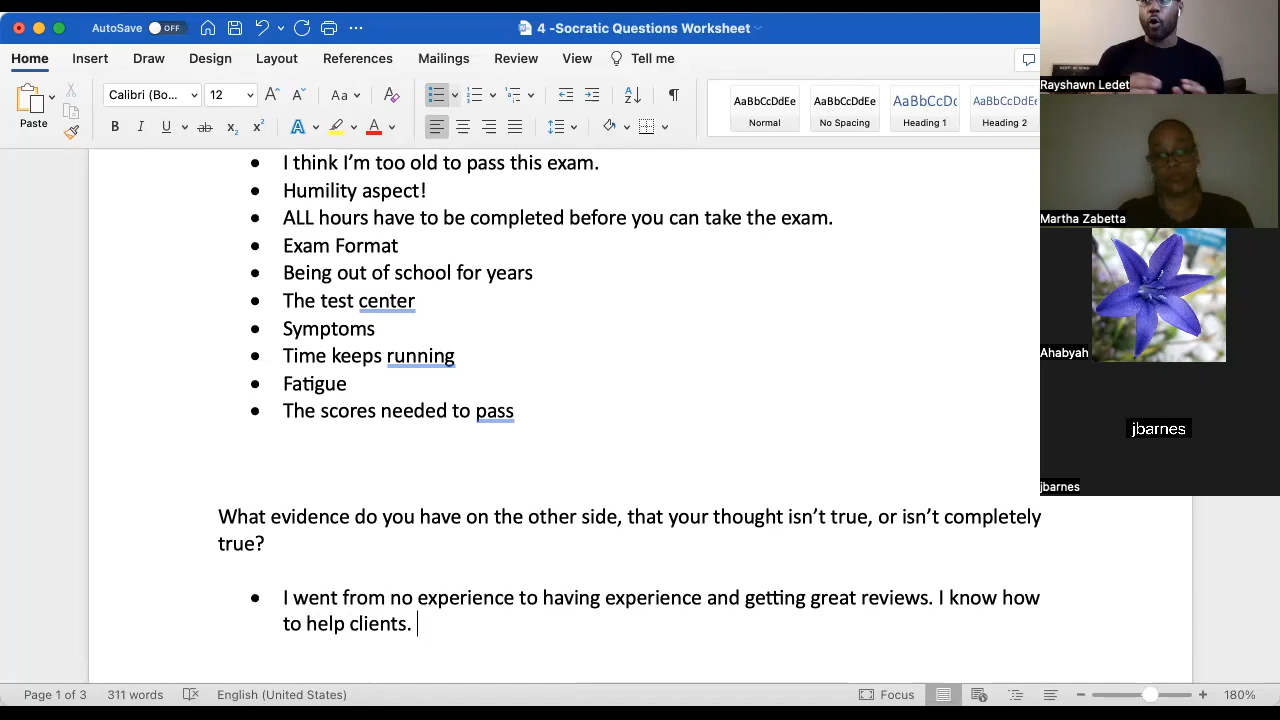 AutoSave OFF
4 -Socratic Questions Worksheet
Home Insert Draw Design Layout References Mailings Review View Tell me
Paste
Calibri (Bo... 12
AaBbCcDdEe AaBbCcDdEe AaBbCcDc AaBbCcDdEe
Normal No Spacing Heading 1 Heading 2
Rayshawn Ledet
Martha Zabetta
Ahabyah
jbarnes
jbarnes
• I think I’m too old to pass this exam.
• Humility aspect!
• ALL hours have to be completed before you can take the exam.
• Exam Format
• Being out of school for years
• The test center
• Symptoms
• Time keeps running
• Fatigue
• The scores needed to pass
What evidence do you have on the other side, that your thought isn’t true, or isn’t completely
true?
• I went from no experience to having experience and getting great reviews. I know how
to help clients.
Page 1 of 3 311 words English (United States) Focus 180%